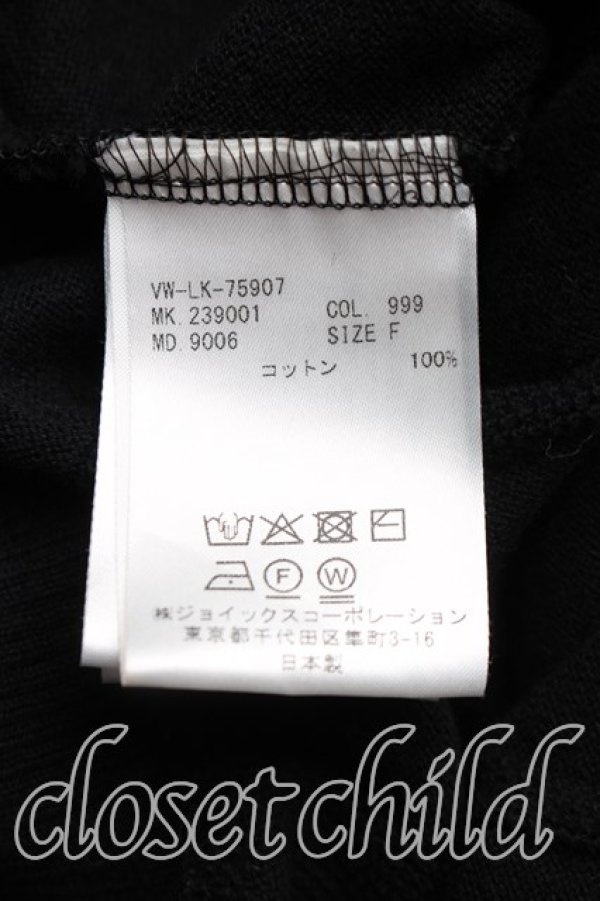 VW-LK-75907
MK. 239001 COL. 999
MD. 9006 SIZE F
コットン 100%
F W
㈱ジョイックスコーポレーション
東京都千代田区隼町3-16
日本製
closet child